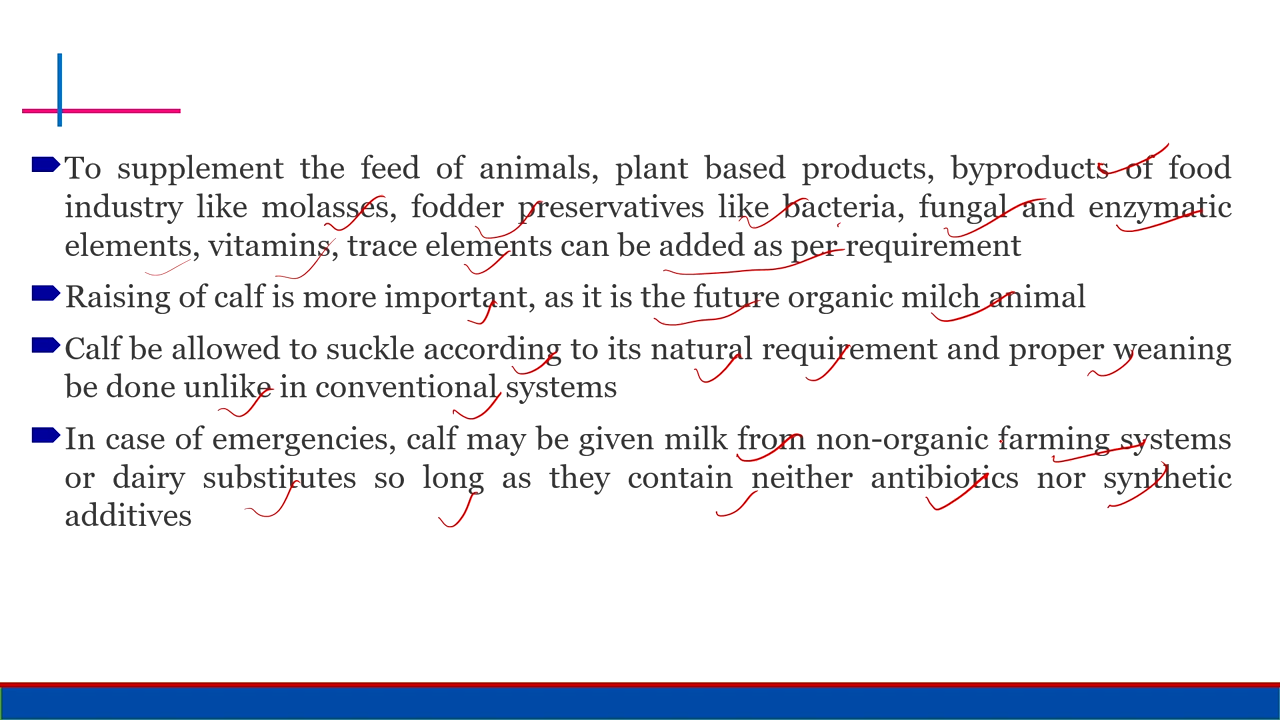 To supplement the feed of animals, plant based products, byproducts of food
industry like molasses, fodder preservatives like bacteria, fungal and enzymatic
elements, vitamins, trace elements can be added as per requirement
Raising of calf is more important, as it is the future organic milch animal
Calf be allowed to suckle according to its natural requirement and proper weaning
be done unlike in conventional systems
In case of emergencies, calf may be given milk from non-organic farming systems
or dairy substitutes so long as they contain neither antibiotics nor synthetic
additives